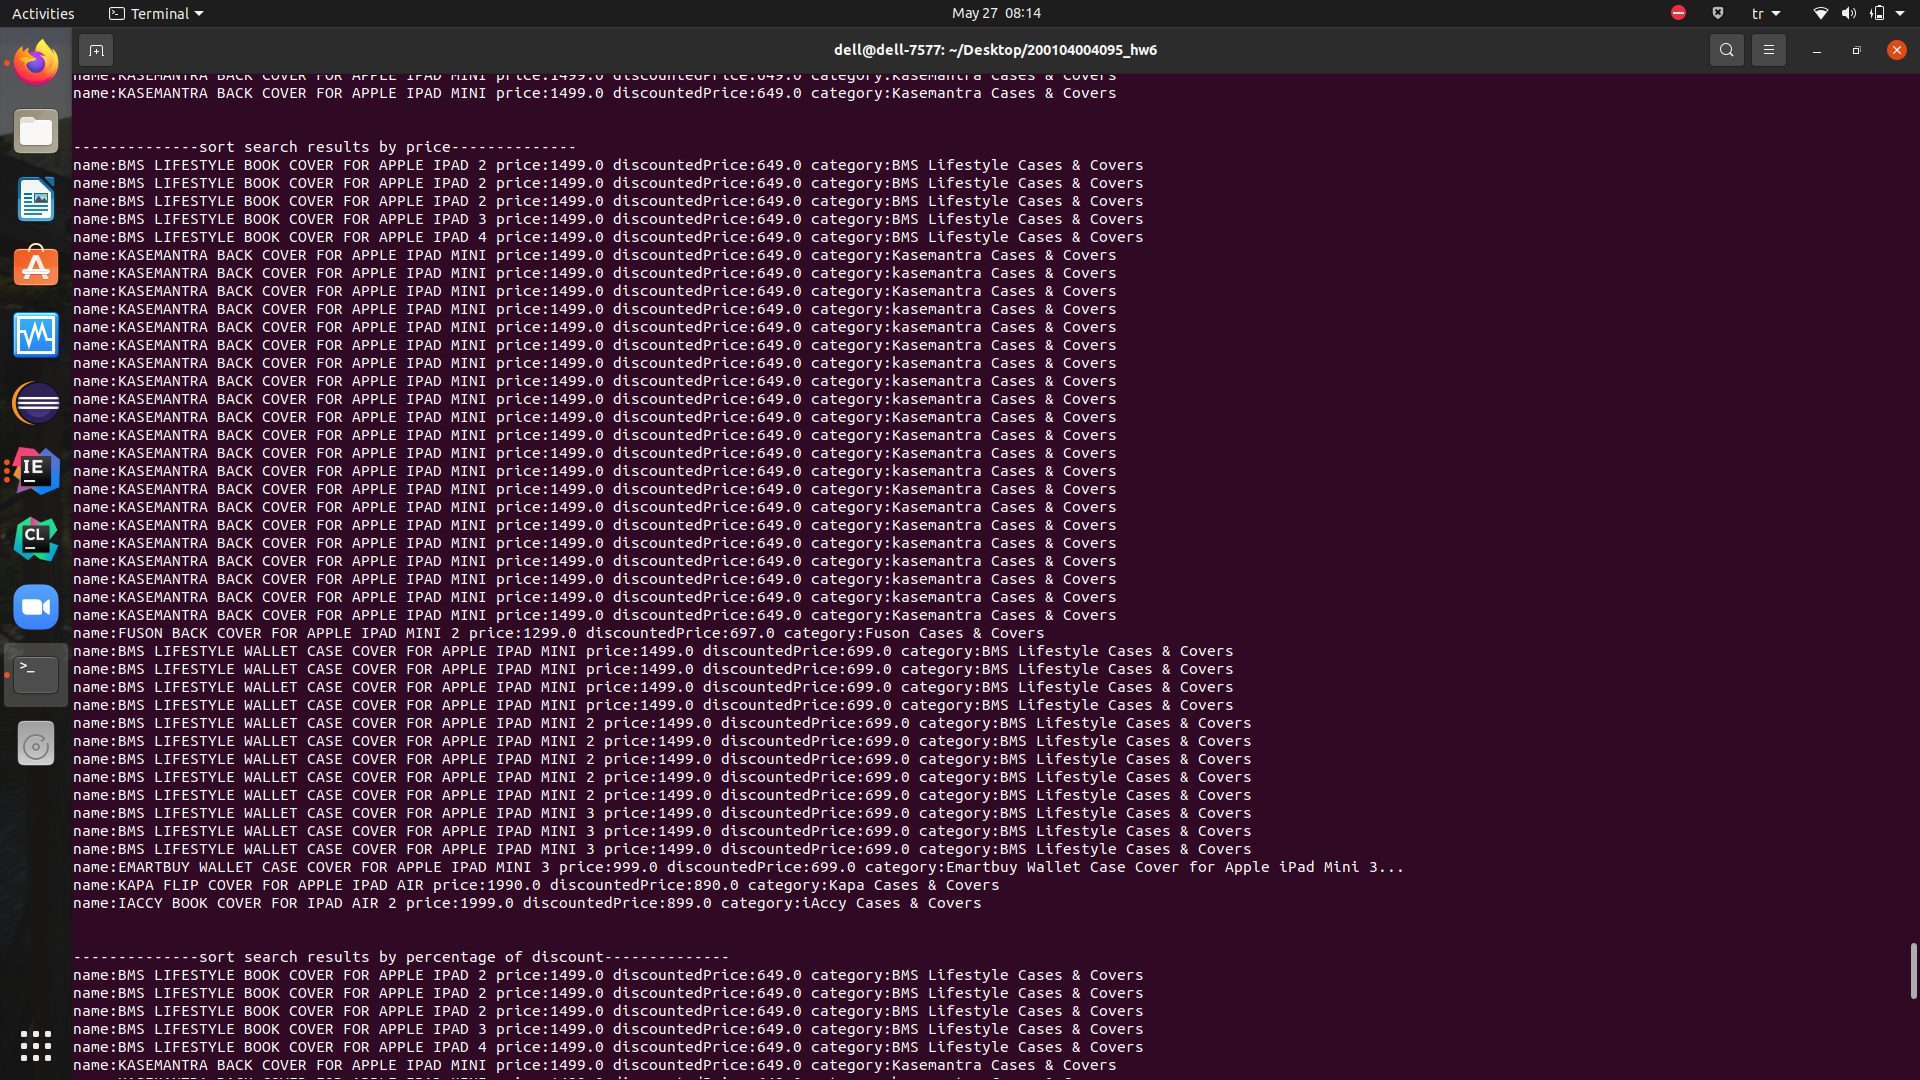 Activities
Terminal
May 27 08:14
tr
dell@dell-7577: ~/Desktop/200104004095_hw6
name:KASEMANTRA BACK COVER FOR APPLE IPAD MINI price:1499.0 discountedPrice:649.0 category:Kasemantra Cases & Covers
name:KASEMANTRA BACK COVER FOR APPLE IPAD MINI price:1499.0 discountedPrice:649.0 category:Kasemantra Cases & Covers
--------------sort search results by price--------------
name:BMS LIFESTYLE BOOK COVER FOR APPLE IPAD 2 price:1499.0 discountedPrice:649.0 category:BMS Lifestyle Cases & Covers
name:BMS LIFESTYLE BOOK COVER FOR APPLE IPAD 2 price:1499.0 discountedPrice:649.0 category:BMS Lifestyle Cases & Covers
name:BMS LIFESTYLE BOOK COVER FOR APPLE IPAD 2 price:1499.0 discountedPrice:649.0 category:BMS Lifestyle Cases & Covers
name:BMS LIFESTYLE BOOK COVER FOR APPLE IPAD 3 price:1499.0 discountedPrice:649.0 category:BMS Lifestyle Cases & Covers
name:BMS LIFESTYLE BOOK COVER FOR APPLE IPAD 4 price:1499.0 discountedPrice:649.0 category:BMS Lifestyle Cases & Covers
name:KASEMANTRA BACK COVER FOR APPLE IPAD MINI price:1499.0 discountedPrice:649.0 category:Kasemantra Cases & Covers
name:KASEMANTRA BACK COVER FOR APPLE IPAD MINI price:1499.0 discountedPrice:649.0 category:kasemantra Cases & Covers
name:KASEMANTRA BACK COVER FOR APPLE IPAD MINI price:1499.0 discountedPrice:649.0 category:Kasemantra Cases & Covers
name:KASEMANTRA BACK COVER FOR APPLE IPAD MINI price:1499.0 discountedPrice:649.0 category:kasemantra Cases & Covers
name:KASEMANTRA BACK COVER FOR APPLE IPAD MINI price:1499.0 discountedPrice:649.0 category:kasemantra Cases & Covers
name:KASEMANTRA BACK COVER FOR APPLE IPAD MINI price:1499.0 discountedPrice:649.0 category:Kasemantra Cases & Covers
name:KASEMANTRA BACK COVER FOR APPLE IPAD MINI price:1499.0 discountedPrice:649.0 category:kasemantra Cases & Covers
name:KASEMANTRA BACK COVER FOR APPLE IPAD MINI price:1499.0 discountedPrice:649.0 category:kasemantra Cases & Covers
name:KASEMANTRA BACK COVER FOR APPLE IPAD MINI price:1499.0 discountedPrice:649.0 category:kasemantra Cases & Covers
name:KASEMANTRA BACK COVER FOR APPLE IPAD MINI price:1499.0 discountedPrice:649.0 category:Kasemantra Cases & Covers
name:KASEMANTRA BACK COVER FOR APPLE IPAD MINI price:1499.0 discountedPrice:649.0 category:Kasemantra Cases & Covers
name:KASEMANTRA BACK COVER FOR APPLE IPAD MINI price:1499.0 discountedPrice:649.0 category:Kasemantra Cases & Covers
name:KASEMANTRA BACK COVER FOR APPLE IPAD MINI price:1499.0 discountedPrice:649.0 category:kasemantra Cases & Covers
name:KASEMANTRA BACK COVER FOR APPLE IPAD MINI price:1499.0 discountedPrice:649.0 category:Kasemantra Cases & Covers
name:KASEMANTRA BACK COVER FOR APPLE IPAD MINI price:1499.0 discountedPrice:649.0 category:Kasemantra Cases & Covers
name:KASEMANTRA BACK COVER FOR APPLE IPAD MINI price:1499.0 discountedPrice:649.0 category:Kasemantra Cases & Covers
name:KASEMANTRA BACK COVER FOR APPLE IPAD MINI price:1499.0 discountedPrice:649.0 category:kasemantra Cases & Covers
name:KASEMANTRA BACK COVER FOR APPLE IPAD MINI price:1499.0 discountedPrice:649.0 category:kasemantra Cases & Covers
name:KASEMANTRA BACK COVER FOR APPLE IPAD MINI price:1499.0 discountedPrice:649.0 category:kasemantra Cases & Covers
name:KASEMANTRA BACK COVER FOR APPLE IPAD MINI price:1499.0 discountedPrice:649.0 category:kasemantra Cases & Covers
name:KASEMANTRA BACK COVER FOR APPLE IPAD MINI price:1499.0 discountedPrice:649.0 category:Kasemantra Cases & Covers
name:FUSON BACK COVER FOR APPLE IPAD MINI 2 price:1299.0 discountedPrice:697.0 category:Fuson Cases & Covers
name:BMS LIFESTYLE WALLET CASE COVER FOR APPLE IPAD MINI price:1499.0 discountedPrice:699.0 category:BMS Lifestyle Cases & Covers
name:BMS LIFESTYLE WALLET CASE COVER FOR APPLE IPAD MINI price:1499.0 discountedPrice:699.0 category:BMS Lifestyle Cases & Covers
name:BMS LIFESTYLE WALLET CASE COVER FOR APPLE IPAD MINI price:1499.0 discountedPrice:699.0 category:BMS Lifestyle Cases & Covers
name:BMS LIFESTYLE WALLET CASE COVER FOR APPLE IPAD MINI price:1499.0 discountedPrice:699.0 category:BMS Lifestyle Cases & Covers
name:BMS LIFESTYLE WALLET CASE COVER FOR APPLE IPAD MINI 2 price:1499.0 discountedPrice:699.0 category:BMS Lifestyle Cases & Covers
name:BMS LIFESTYLE WALLET CASE COVER FOR APPLE IPAD MINI 2 price:1499.0 discountedPrice:699.0 category:BMS Lifestyle Cases & Covers
name:BMS LIFESTYLE WALLET CASE COVER FOR APPLE IPAD MINI 2 price:1499.0 discountedPrice:699.0 category:BMS Lifestyle Cases & Covers
name:BMS LIFESTYLE WALLET CASE COVER FOR APPLE IPAD MINI 2 price:1499.0 discountedPrice:699.0 category:BMS Lifestyle Cases & Covers
name:BMS LIFESTYLE WALLET CASE COVER FOR APPLE IPAD MINI 2 price:1499.0 discountedPrice:699.0 category:BMS Lifestyle Cases & Covers
name:BMS LIFESTYLE WALLET CASE COVER FOR APPLE IPAD MINI 3 price:1499.0 discountedPrice:699.0 category:BMS Lifestyle Cases & Covers
name:BMS LIFESTYLE WALLET CASE COVER FOR APPLE IPAD MINI 3 price:1499.0 discountedPrice:699.0 category:BMS Lifestyle Cases & Covers
name:BMS LIFESTYLE WALLET CASE COVER FOR APPLE IPAD MINI 3 price:1499.0 discountedPrice:699.0 category:BMS Lifestyle Cases & Covers
name:EMARTBUY WALLET CASE COVER FOR APPLE IPAD MINI 3 price:999.0 discountedPrice:699.0 category:Emartbuy Wallet Case Cover for Apple iPad Mini 3...
name:KAPA FLIP COVER FOR APPLE IPAD AIR price:1990.0 discountedPrice:890.0 category:Kapa Cases & Covers
name:IACCY BOOK COVER FOR IPAD AIR 2 price:1999.0 discountedPrice:899.0 category:iAccy Cases & Covers
--------------sort search results by percentage of discount--------------
name:BMS LIFESTYLE BOOK COVER FOR APPLE IPAD 2 price:1499.0 discountedPrice:649.0 category:BMS Lifestyle Cases & Covers
name:BMS LIFESTYLE BOOK COVER FOR APPLE IPAD 2 price:1499.0 discountedPrice:649.0 category:BMS Lifestyle Cases & Covers
name:BMS LIFESTYLE BOOK COVER FOR APPLE IPAD 2 price:1499.0 discountedPrice:649.0 category:BMS Lifestyle Cases & Covers
name:BMS LIFESTYLE BOOK COVER FOR APPLE IPAD 3 price:1499.0 discountedPrice:649.0 category:BMS Lifestyle Cases & Covers
name:BMS LIFESTYLE BOOK COVER FOR APPLE IPAD 4 price:1499.0 discountedPrice:649.0 category:BMS Lifestyle Cases & Covers
name:KASEMANTRA BACK COVER FOR APPLE IPAD MINI price:1499.0 discountedPrice:649.0 category:Kasemantra Cases & Covers